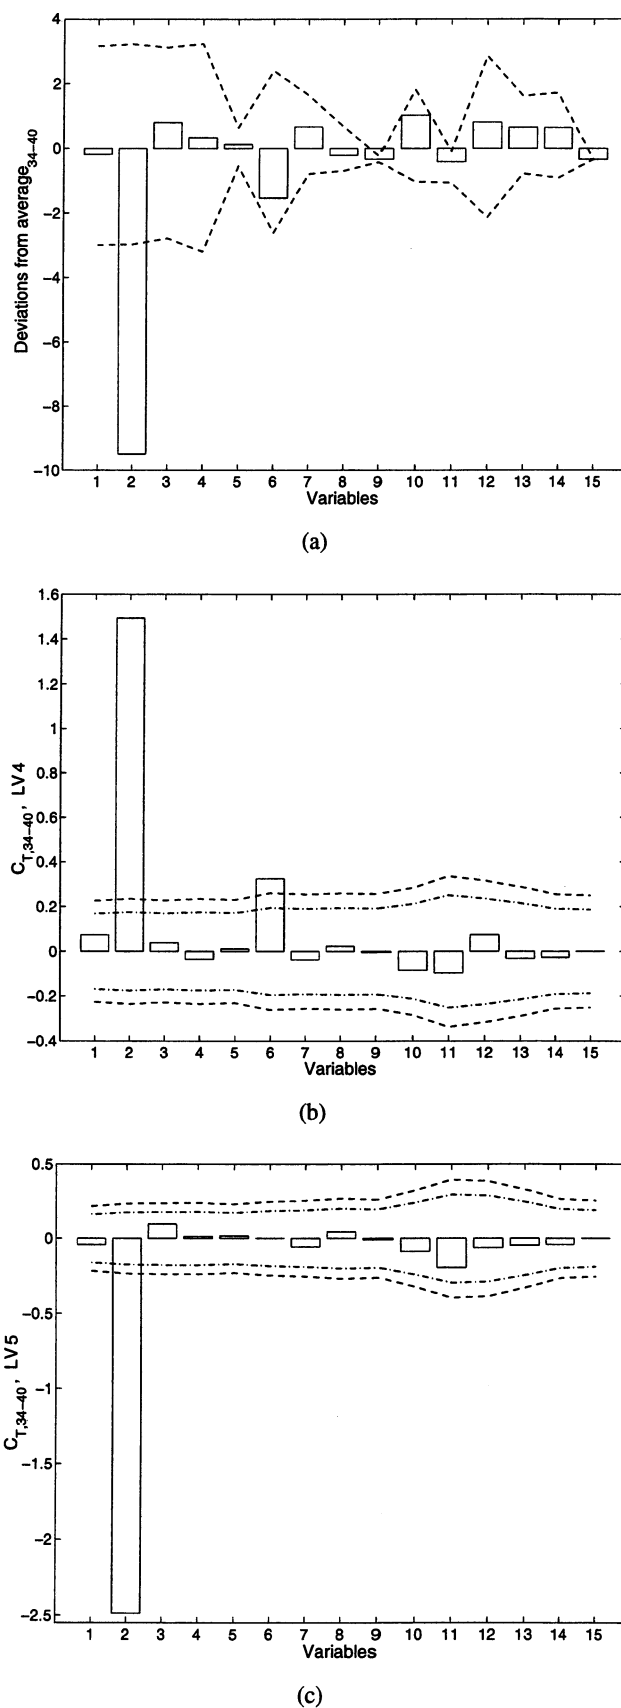 4
2
0
−2
−4
−6
−8
−10
Deviations from average34−40
1 2 3 4 5 6 7 8 9 10 11 12 13 14 15
Variables
(a)
1.6
1.4
1.2
1
0.8
0.6
0.4
0.2
0
−0.2
−0.4
CT,34−40, LV4
1 2 3 4 5 6 7 8 9 10 11 12 13 14 15
Variables
(b)
0.5
0
−0.5
−1
−1.5
−2
−2.5
CT,34−40, LV5
1 2 3 4 5 6 7 8 9 10 11 12 13 14 15
Variables
(c)